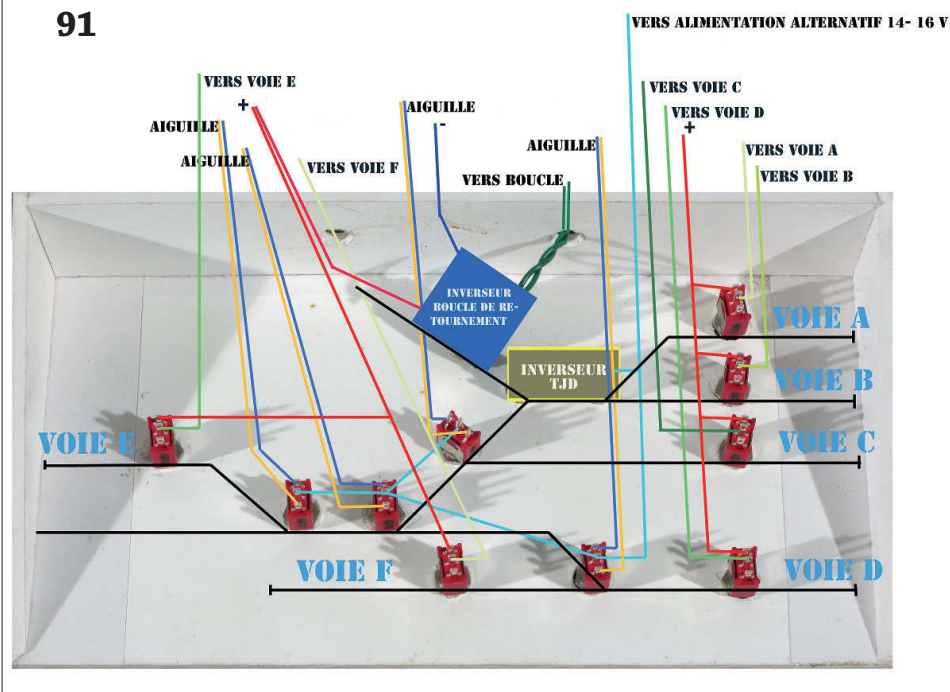 91
VERS ALIMENTATION ALTERNATIF 14- 16 V
VERS VOIE E
VERS VOIE C
+
AIGUILLE
VERS VOIE D
AIGUILLE
-
+
AIGUILLE
AIGUILLE
VERS VOIE F
VERS BOUCLE
VERS VOIE A
VERS VOIE B
INVERSEUR
BOUCLE DE RE-
TOURNEMENT
VOIE A
INVERSEUR
TJD
VOIE B
VOIE E
VOIE C
VOIE F
VOIE D